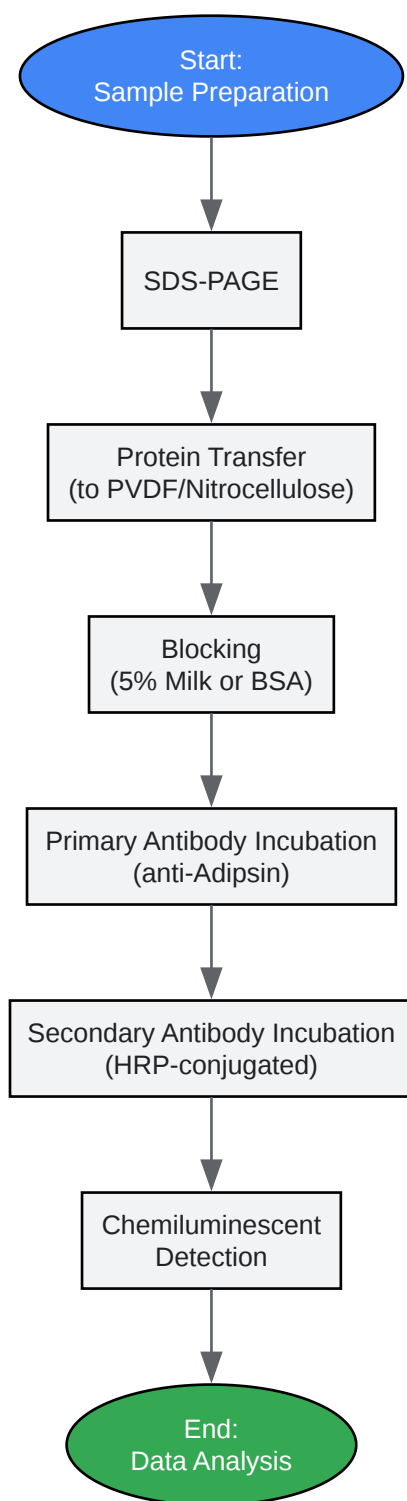 Start:
Sample Preparation
SDS-PAGE
Protein Transfer
(to PVDF/Nitrocellulose)
Blocking
(5% Milk or BSA)
Primary Antibody Incubation
(anti-Adipsin)
Secondary Antibody Incubation
(HRP-conjugated)
Chemiluminescent
Detection
End:
Data Analysis